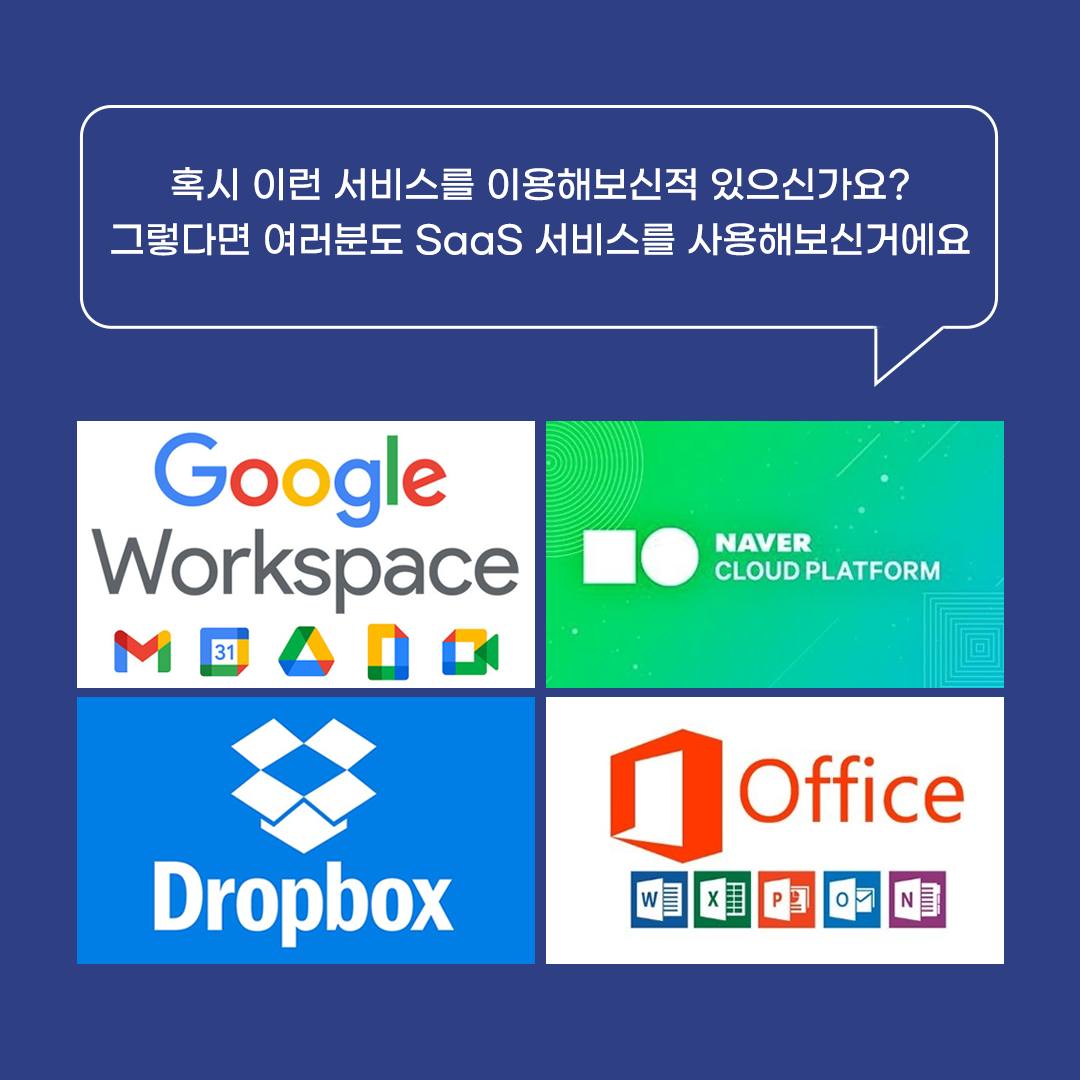 혹시 이런 서비스를 이용해보신적 있으신가요?
그렇다면 여러분도 SaaS 서비스를 사용해보신거에요
Google
Workspace
31
NAVER
CLOUD PLATFORM
Dropbox
Office
W X P O N